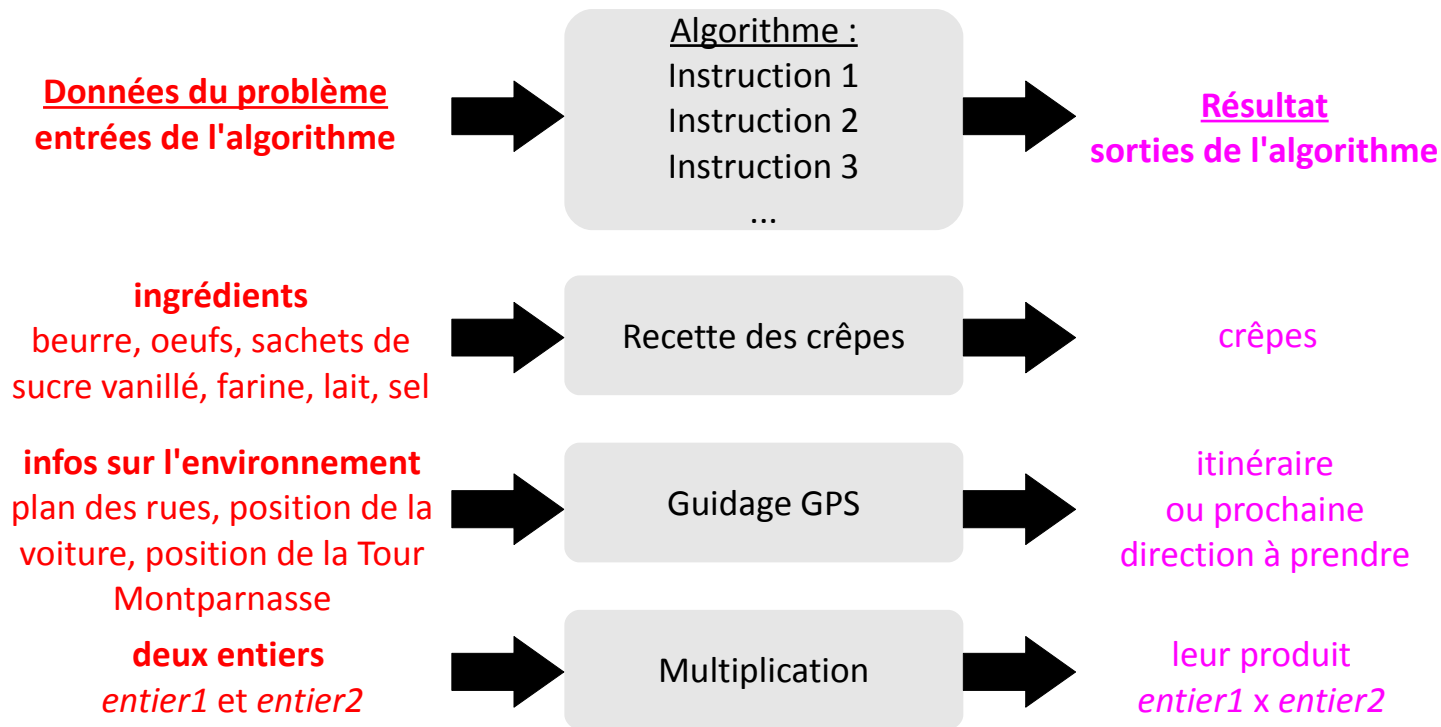 Données du problème
entrées de l'algorithme
Algorithme :
Instruction 1
Instruction 2
Instruction 3
...
Résultat
sorties de l'algorithme
ingrédients
beurre, oeufs, sachets de
sucre vanillé, farine, lait, sel
Recette des crêpes
crêpes
infos sur l'environnement
plan des rues, position de la
voiture, position de la Tour
Montparnasse
Guidage GPS
itinéraire
ou prochaine
direction à prendre
deux entiers
entier1 et entier2
Multiplication
leur produit
entier1 x entier2